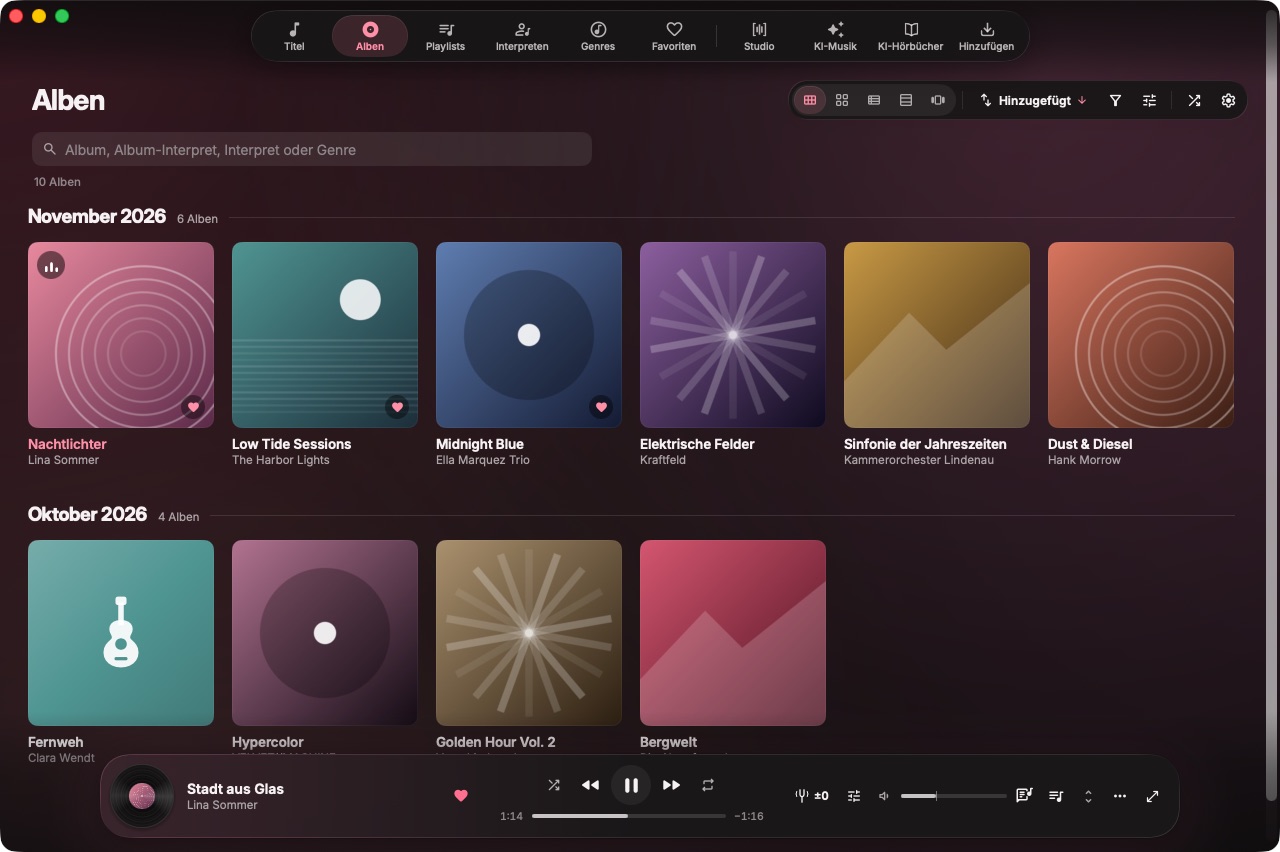 Titel
Alben
Playlists
Interpreten
Genres
Favoriten
Studio
KI-Musik
KI-Hörbücher
Hinzufügen
Alben
Hinzugefügt
Album, Album-Interpret, Interpret oder Genre
10 Alben
November 2026 6 Alben
Nachtlichter
Lina Sommer
Low Tide Sessions
The Harbor Lights
Midnight Blue
Ella Marquez Trio
Elektrische Felder
Kraftfeld
Sinfonie der Jahreszeiten
Kammerorchester Lindenau
Dust & Diesel
Hank Morrow
Oktober 2026 4 Alben
Fernweh
Clara Wendt
Hypercolor
Golden Hour Vol. 2
Bergwelt
Stadt aus Glas
Lina Sommer
1:14
−1:16
±0